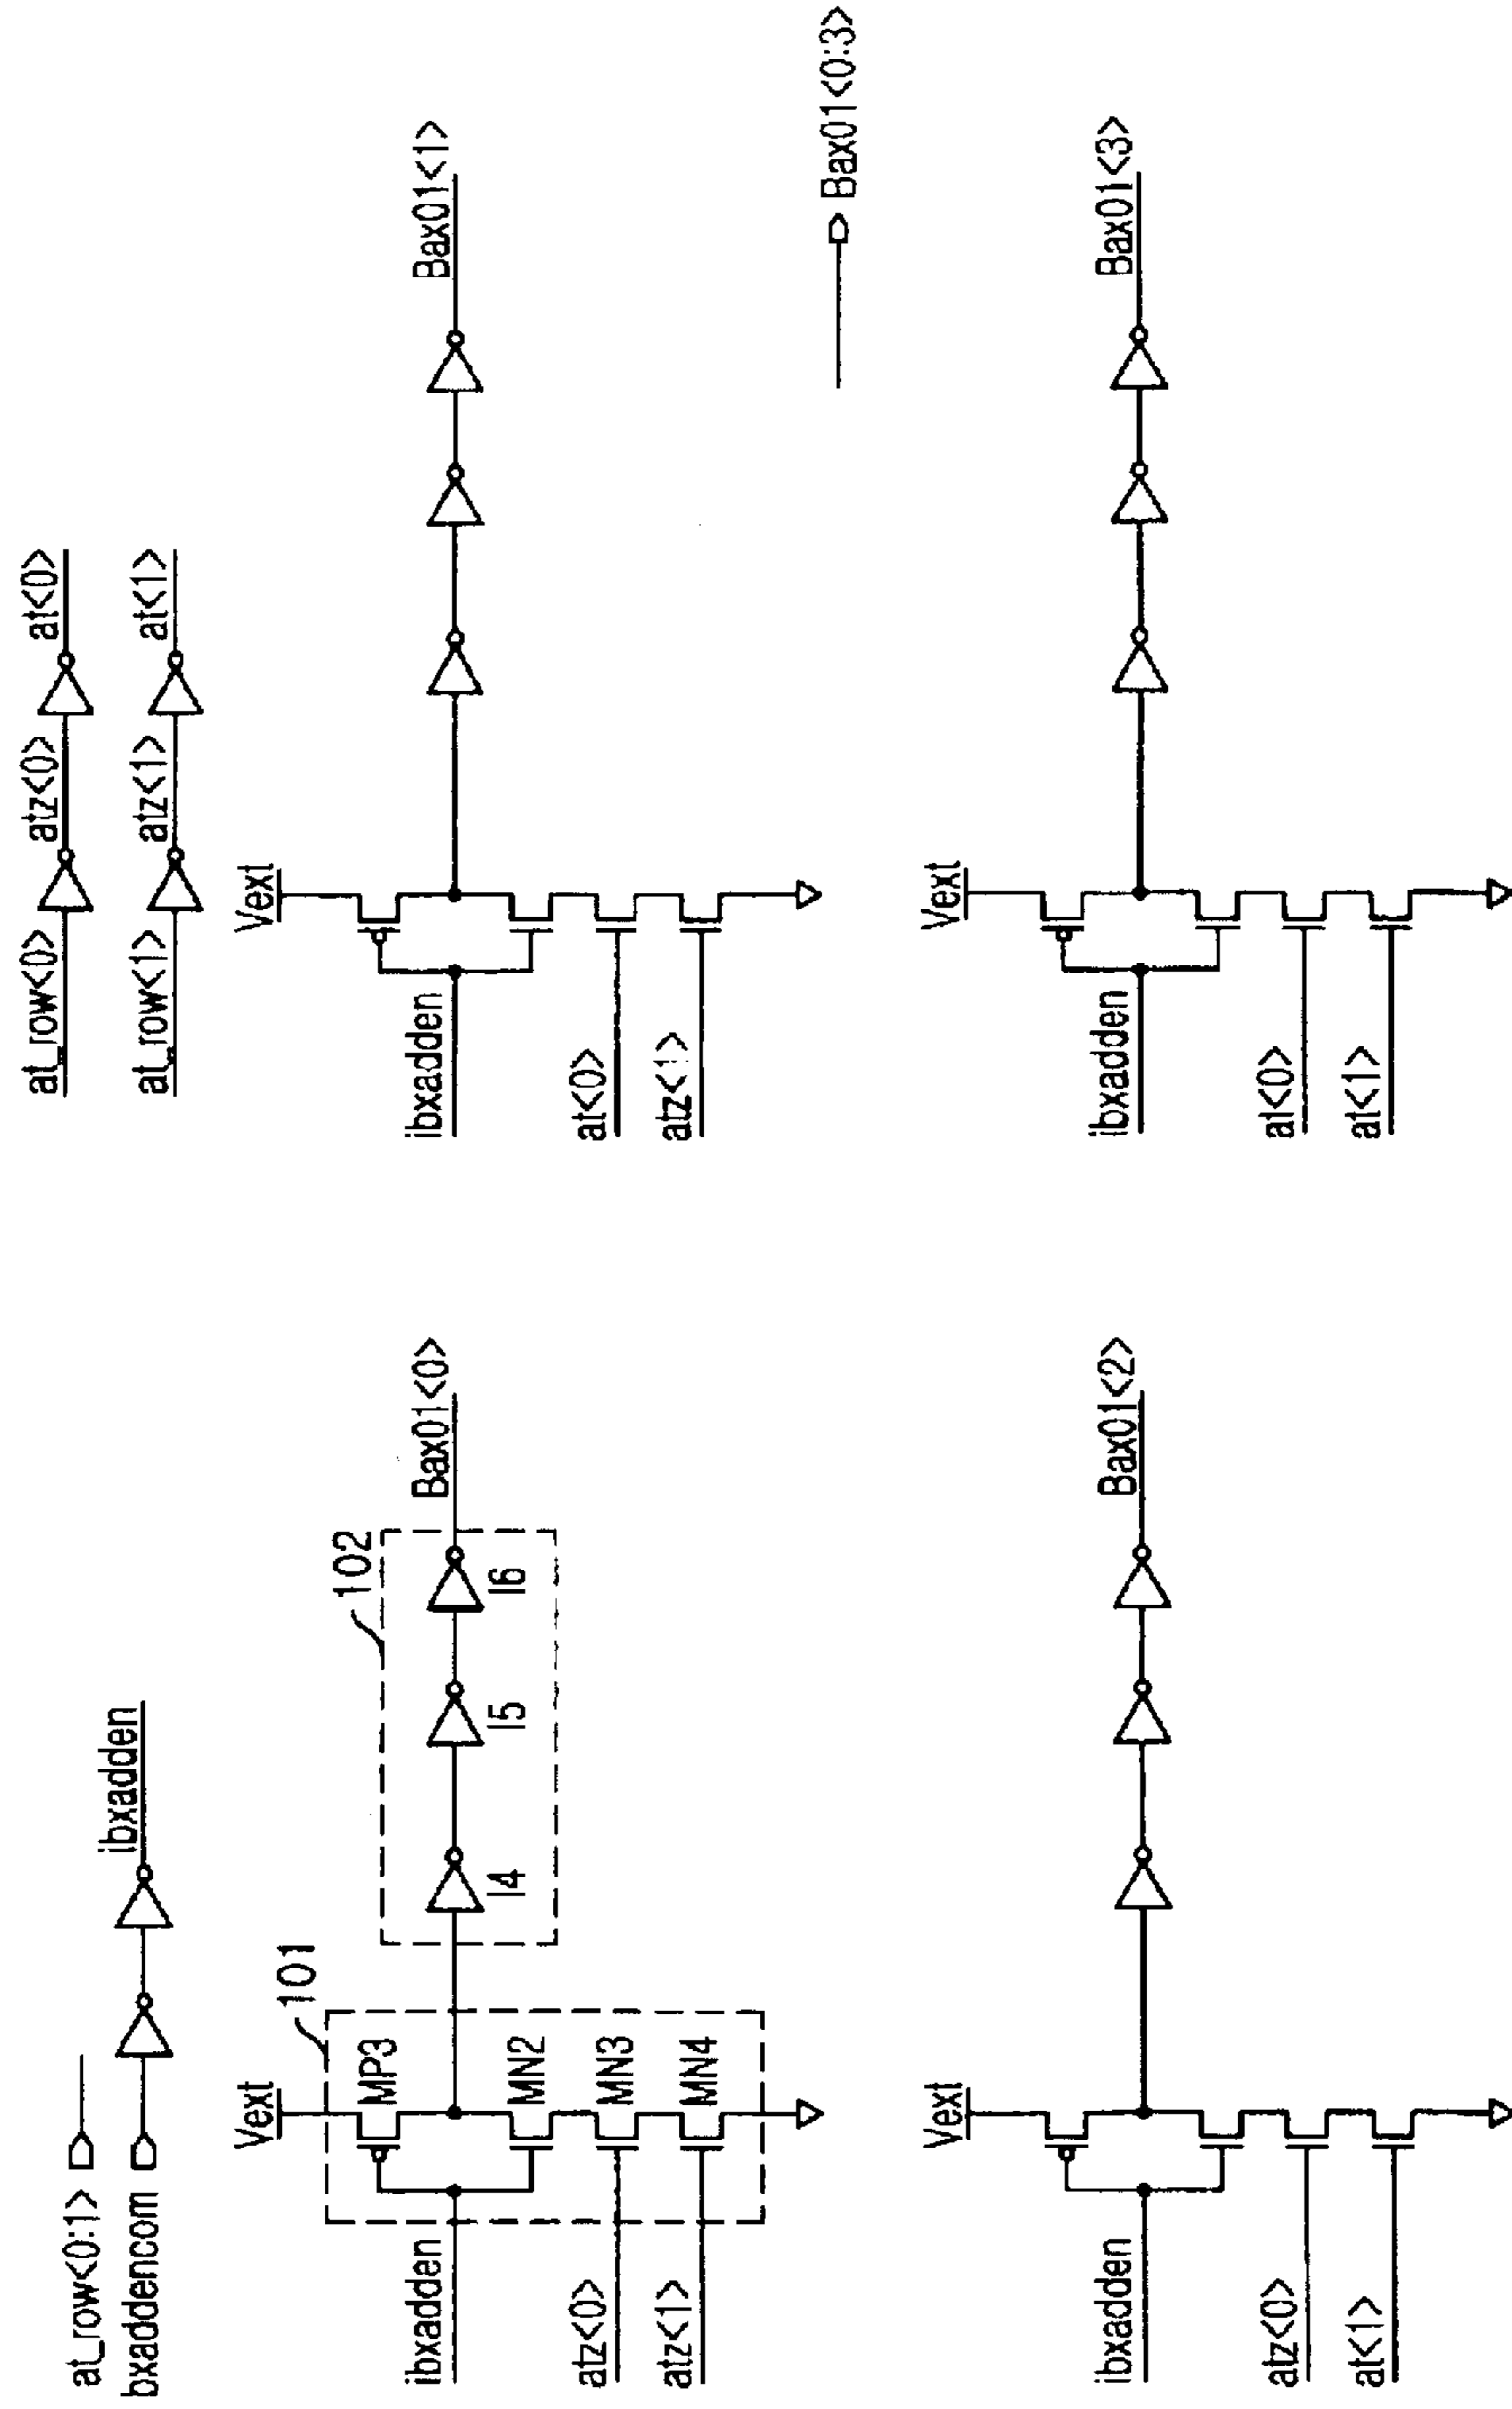 at_row<0:1>
bxaddencom
ibxadden
at_row<0> atz<0> at<0>
at_row<1> atz<1> at<1>
Vext
101
102
ibxadden
MP3
MN2
MN3
MN4
atz<0>
atz<1>
I4
I5
I6
Bax01<0>
Vext
ibxadden
at<0>
atz<1>
Bax01<1>
Bax01<0:3>
Vext
ibxadden
atz<0>
at<1>
Bax01<2>
Vext
ibxadden
at<0>
at<1>
Bax01<3>